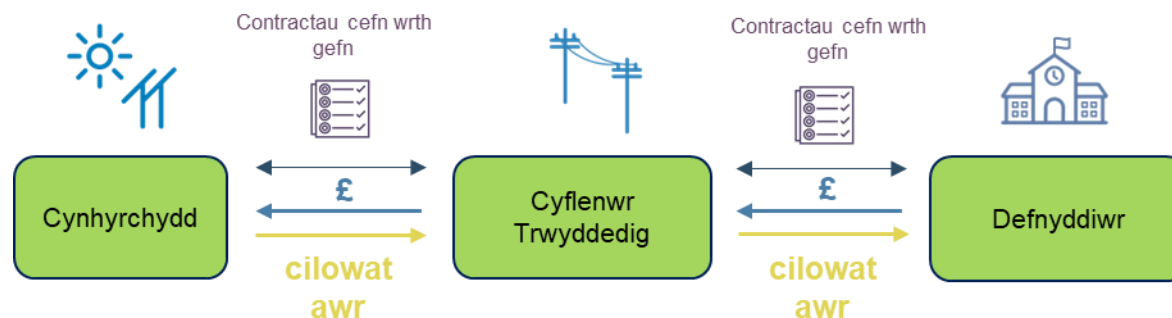 Contractau cefn wrth
gefn
Contractau cefn wrth
gefn
£
£
Cynhyrchydd
Cyflenwr
Trwyddedig
Defnyddiwr
cilowat
awr
cilowat
awr